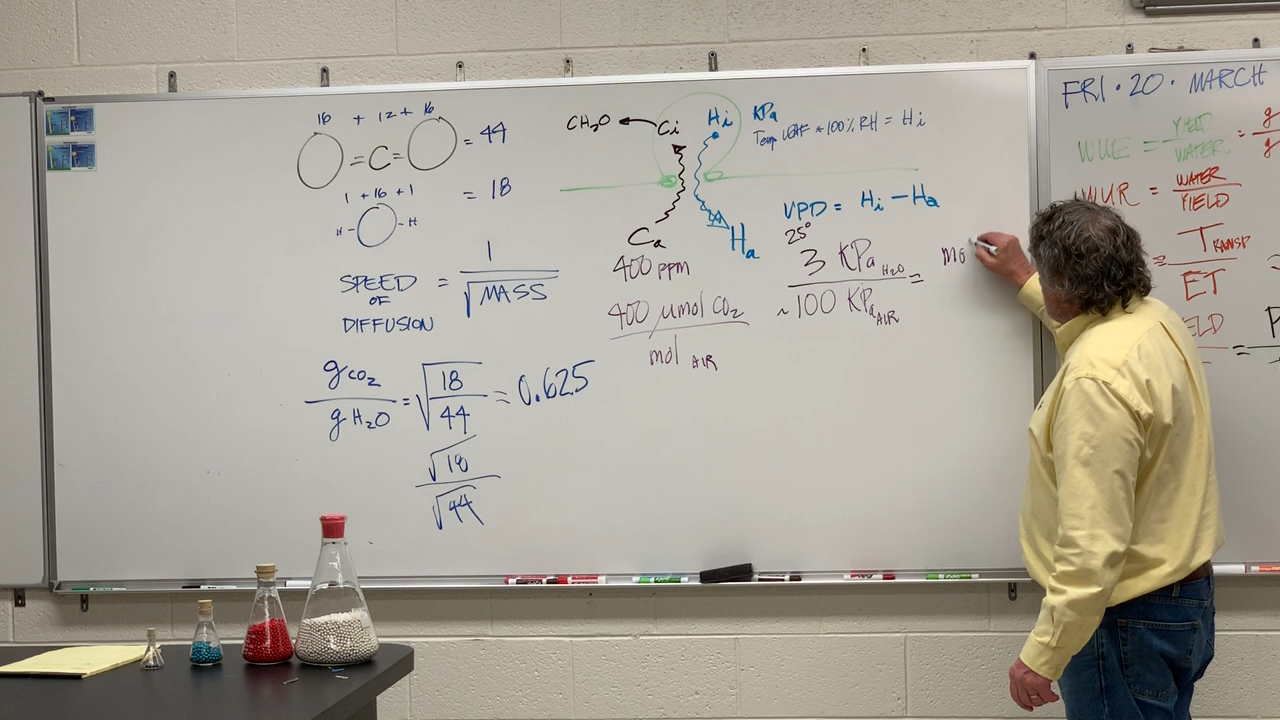 16 + 12 + 16
=C= = 44
1 + 16 + 1
H- -H = 18
SPEED OF DIFFUSION = 1 / √MASS
gCO2 / gH2O = √18/44 = 0.625
√18 / √44
CH2O ← Ci
Hi
KPa
Temp LEAF * 100% RH = Hi
Ca
Ha
400 ppm
400 µmol CO2
mol AIR
VPD = Hi - Ha
25°
3 KPa H2O =
~100 KPa AIR
mo
FRI · 20 · MARCH
WUE = YIELD / WATER = g / g
WUR = WATER / YIELD
= TRANSP / ET
=